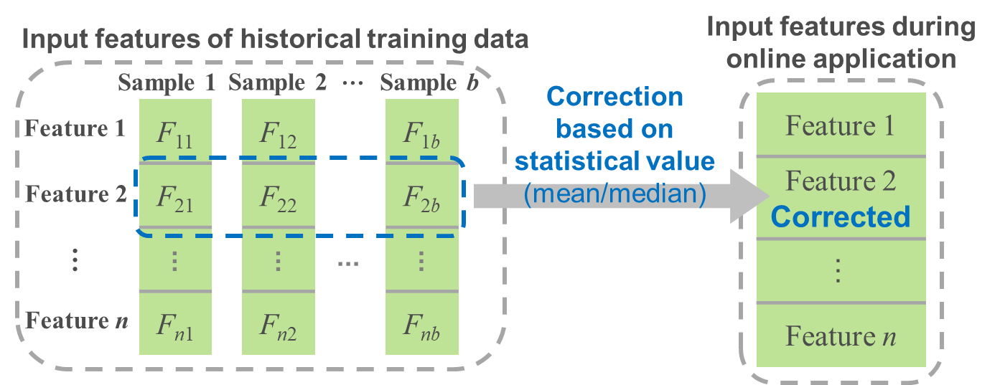 Input features of historical training data
Sample 1 Sample 2 ··· Sample b
Feature 1 F11 F12 F1b
Feature 2 F21 F22 F2b
⋮ ⋮ ⋮ ··· ⋮
Feature n Fn1 Fn2 Fnb
Correction
based on
statistical value
(mean/median)
Input features during
online application
Feature 1
Feature 2
Corrected
⋮
Feature n